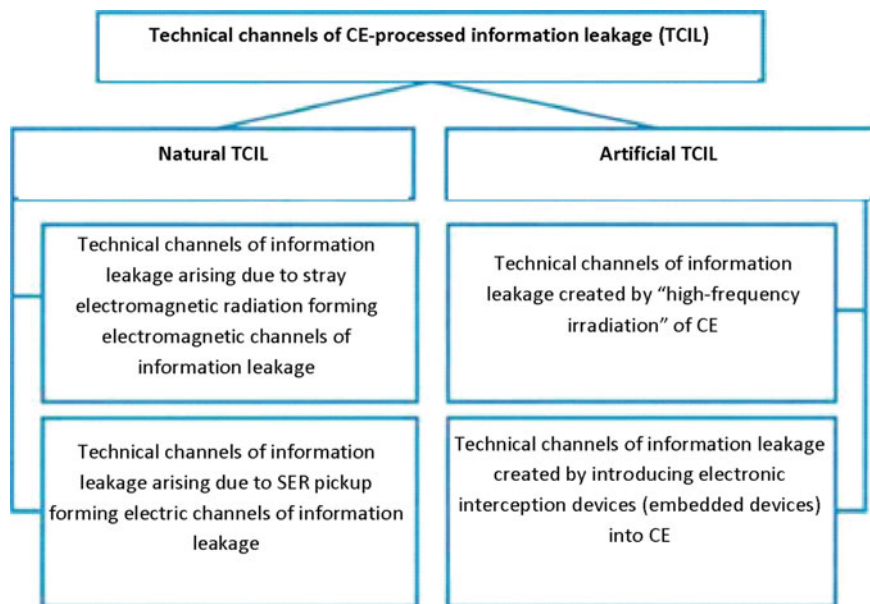 Technical channels of CE-processed information leakage (TCIL)
Natural TCIL
Artificial TCIL
Technical channels of information
leakage arising due to stray
electromagnetic radiation forming
electromagnetic channels of
information leakage
Technical channels of information
leakage created by “high-frequency
irradiation” of CE
Technical channels of information
leakage arising due to SER pickup
forming electric channels of information
leakage
Technical channels of information leakage
created by introducing electronic
interception devices (embedded devices)
into CE